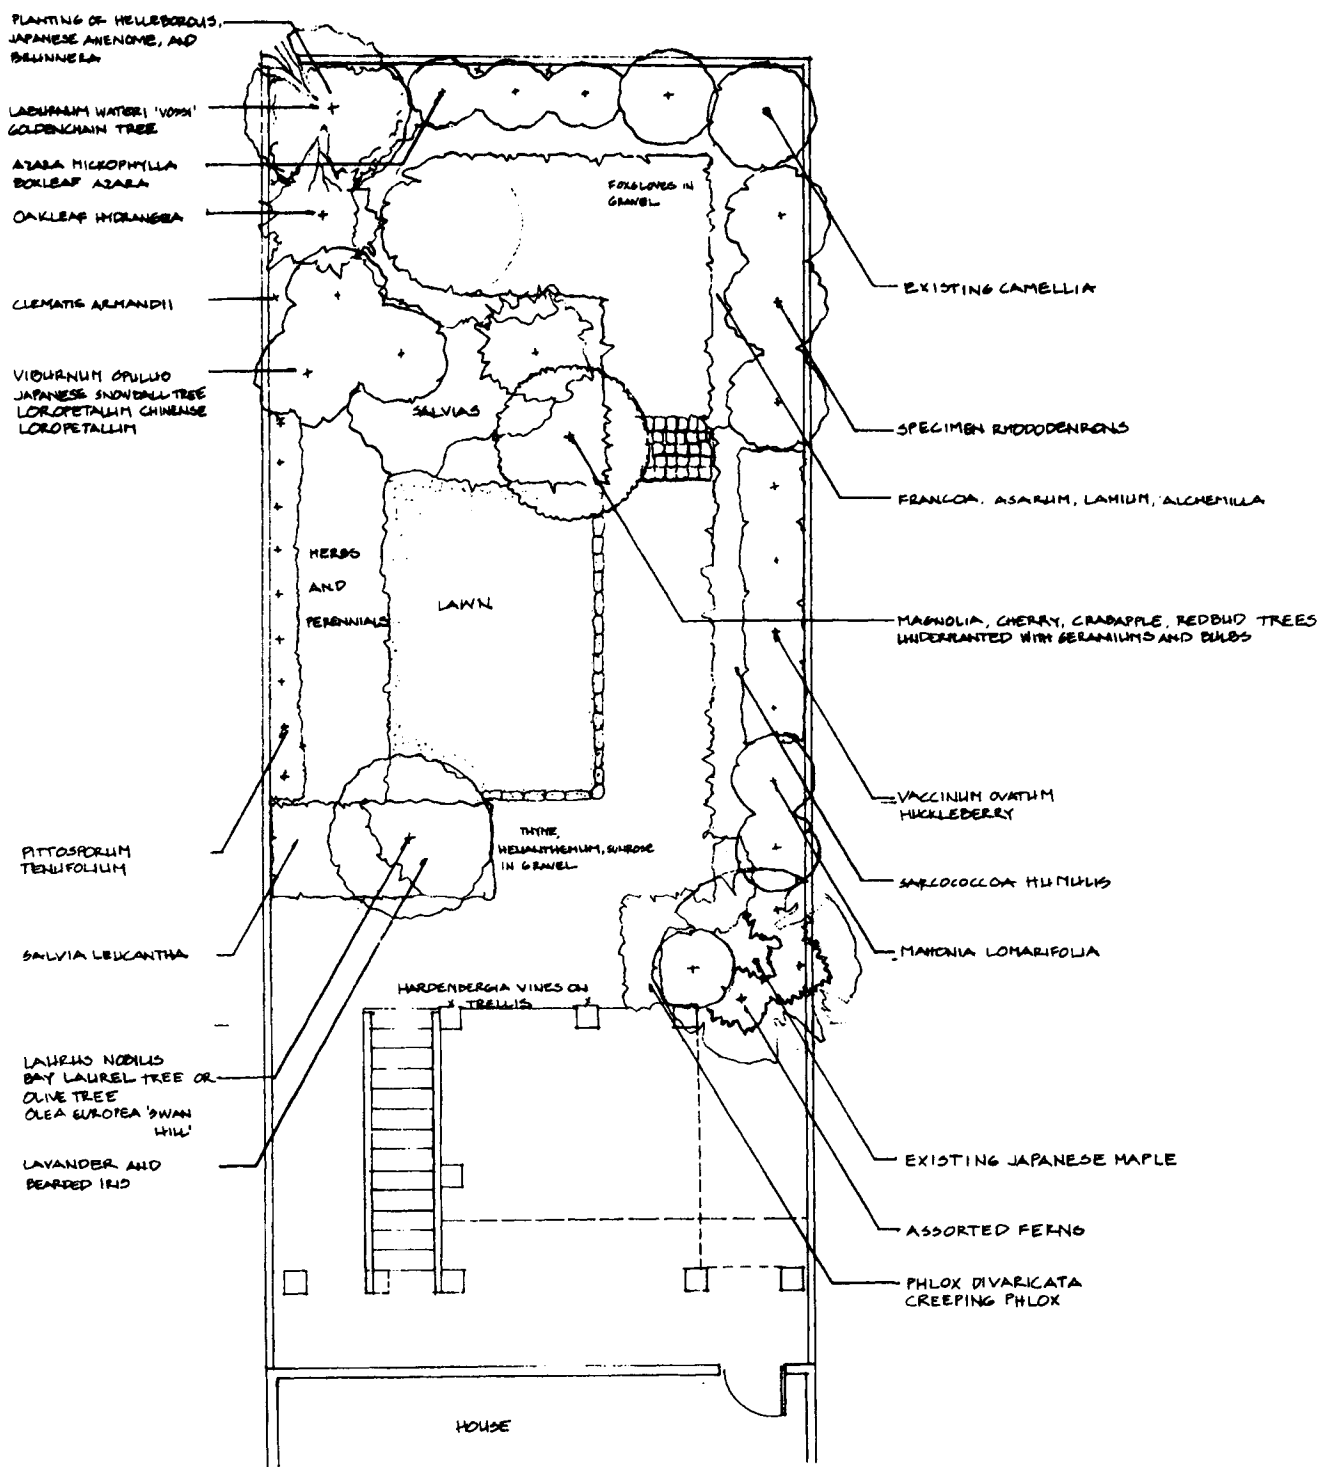 PLANTING OF HELLEBOROUS,
JAPANESE ANENOME, AND
BRUNNERA
LABURNUM WATERI 'VOSSI'
GOLDENCHAIN TREE
AZARA MICROPHYLLA
BOXLEAF AZARA
OAKLEAF HYDRANGEA
CLEMATIS ARMANDII
VIBURNUM OPULUO
JAPANESE SNOWBALL TREE
LOROPETALUM CHINENSE
LOROPETALLUM
PITTOSPORUM
TENUIFOLIUM
SALVIA LEUCANTHA
LAURUS NOBILIS
BAY LAUREL TREE OR
OLIVE TREE
OLEA EUROPEA 'SWAN
HILL'
LAVANDER AND
BEARDED IRIS
FOXGLOVES IN
GRAVEL
SALVIAS
HERBS
AND
PERENNIALS
LAWN
THYME,
HELIANTHEMUM, SUNROSE
IN GRAVEL
HARDENBERGIA VINES ON
TRELLIS
HOUSE
EXISTING CAMELLIA
SPECIMEN RHODODENRONS
FRANCOA, ASARUM, LAMIUM, ALCHEMILLA
MAGNOLIA, CHERRY, CRABAPPLE, REDBUD TREES
UNDERPLANTED WITH GERANIUMS AND BULBS
VACCINUM OVATUM
HUCKLEBERRY
SARCOCOCCOA HUMULIS
MAHONIA LOMARIFOLIA
EXISTING JAPANESE MAPLE
ASSORTED FERNS
PHLOX DIVARICATA
CREEPING PHLOX